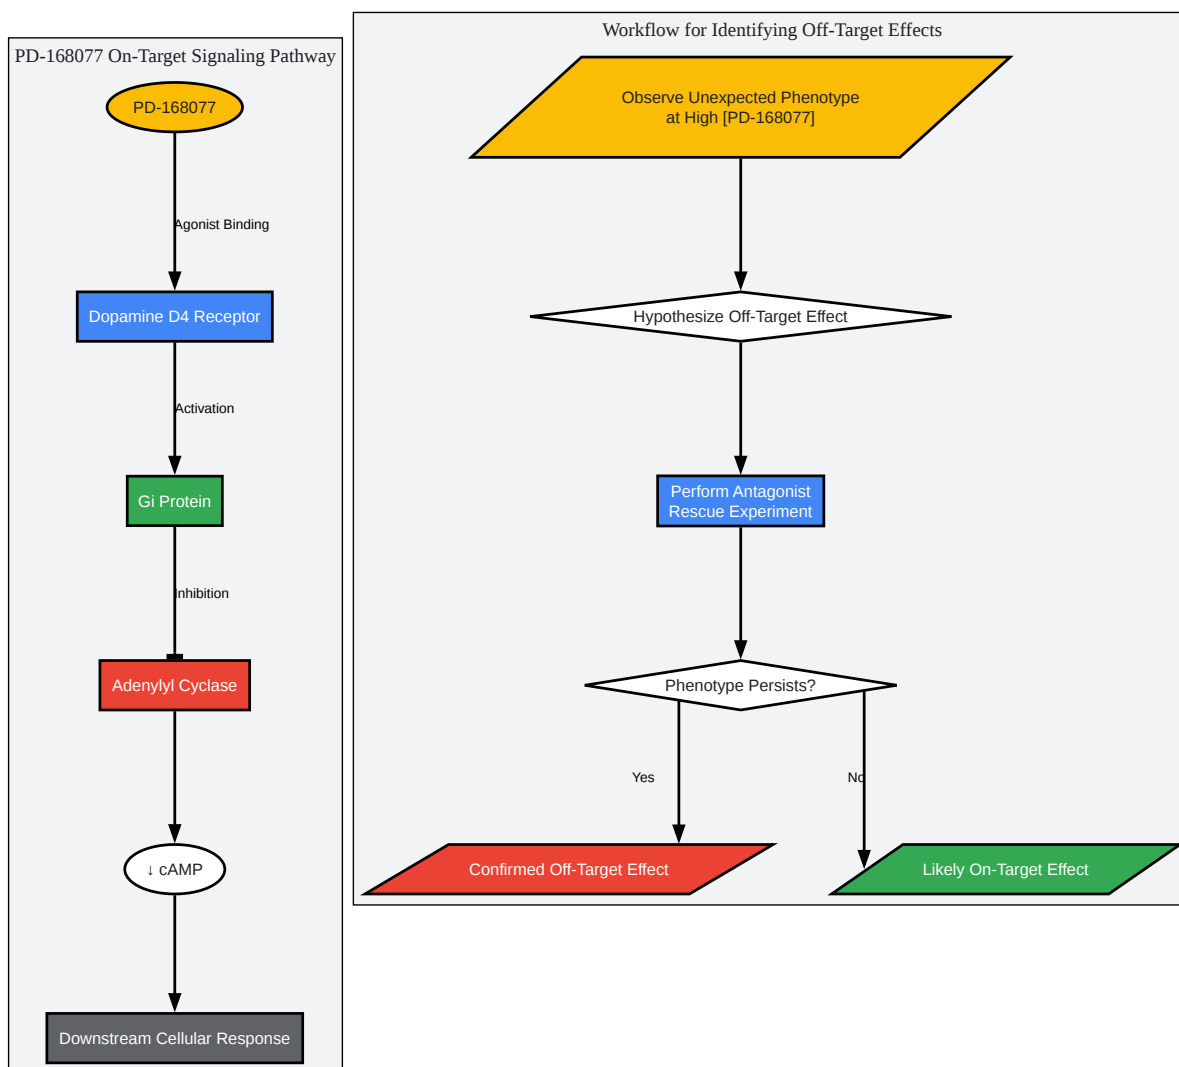 PD-168077 On-Target Signaling Pathway
PD-168077
Agonist Binding
Dopamine D4 Receptor
Activation
Gi Protein
Inhibition
Adenylyl Cyclase
↓ cAMP
Downstream Cellular Response
Workflow for Identifying Off-Target Effects
Observe Unexpected Phenotype
at High [PD-168077]
Hypothesize Off-Target Effect
Perform Antagonist
Rescue Experiment
Phenotype Persists?
Yes
No
Confirmed Off-Target Effect
Likely On-Target Effect